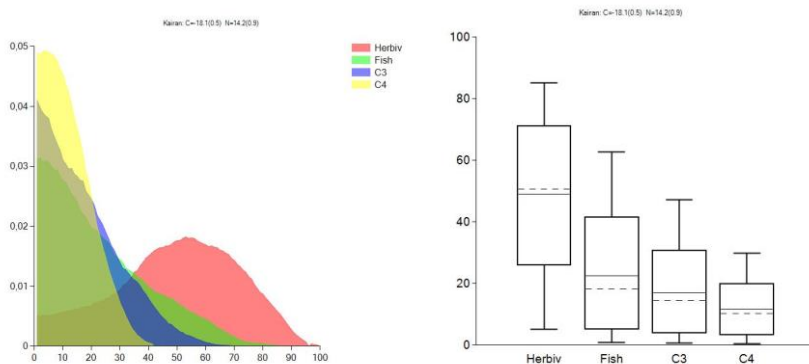 Kairan: C=-18.1(0.5) N=14.2(0.9)
0,05
0,04
0,03
0,02
0,01
0
0 10 20 30 40 50 60 70 80 90 100
Herbiv
Fish
C3
C4
Kairan: C=-18.1(0.5) N=14.2(0.9)
100
80
60
40
20
0
Herbiv Fish C3 C4